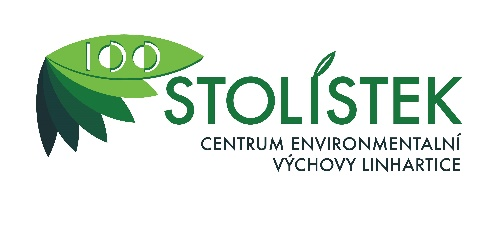 100
STOLÍSTEK
CENTRUM ENVIRONMENTALNÍ
VÝCHOVY LINHARTICE